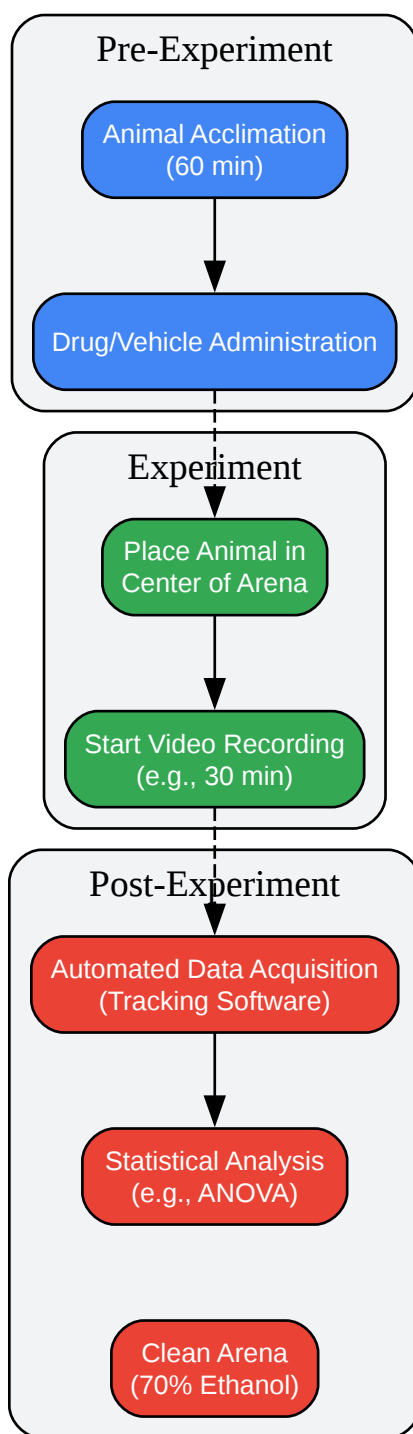 Pre-Experiment
Animal Acclimation
(60 min)
Drug/Vehicle Administration
Experiment
Place Animal in
Center of Arena
Start Video Recording
(e.g., 30 min)
Post-Experiment
Automated Data Acquisition
(Tracking Software)
Statistical Analysis
(e.g., ANOVA)
Clean Arena
(70% Ethanol)